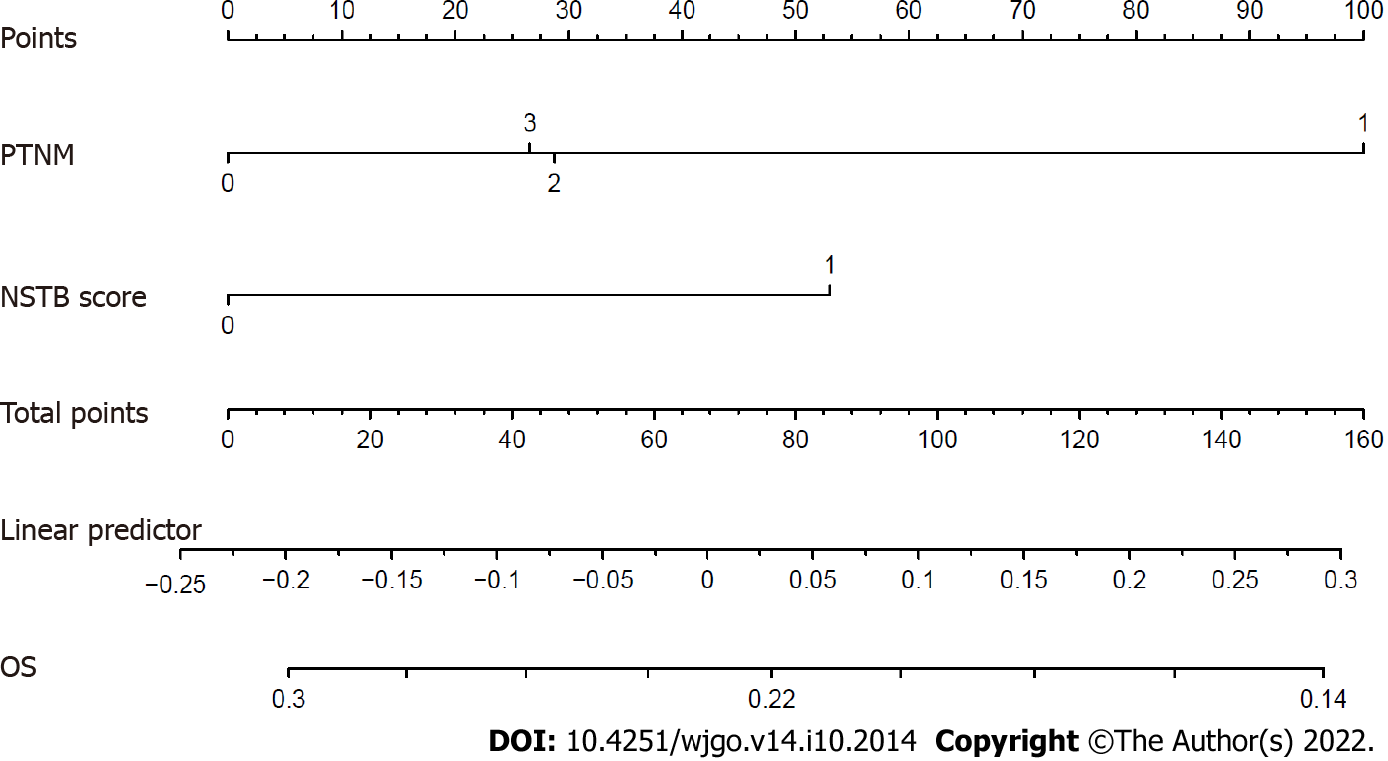 0 10 20 30 40 50 60 70 80 90 100
Points
3 1
PTNM
0 2
1
NSTB score
0
Total points
0 20 40 60 80 100 120 140 160
Linear predictor
−0.25 −0.2 −0.15 −0.1 −0.05 0 0.05 0.1 0.15 0.2 0.25 0.3
OS
0.3 0.22 0.14
DOI: 10.4251/wjgo.v14.i10.2014 Copyright ©The Author(s) 2022.